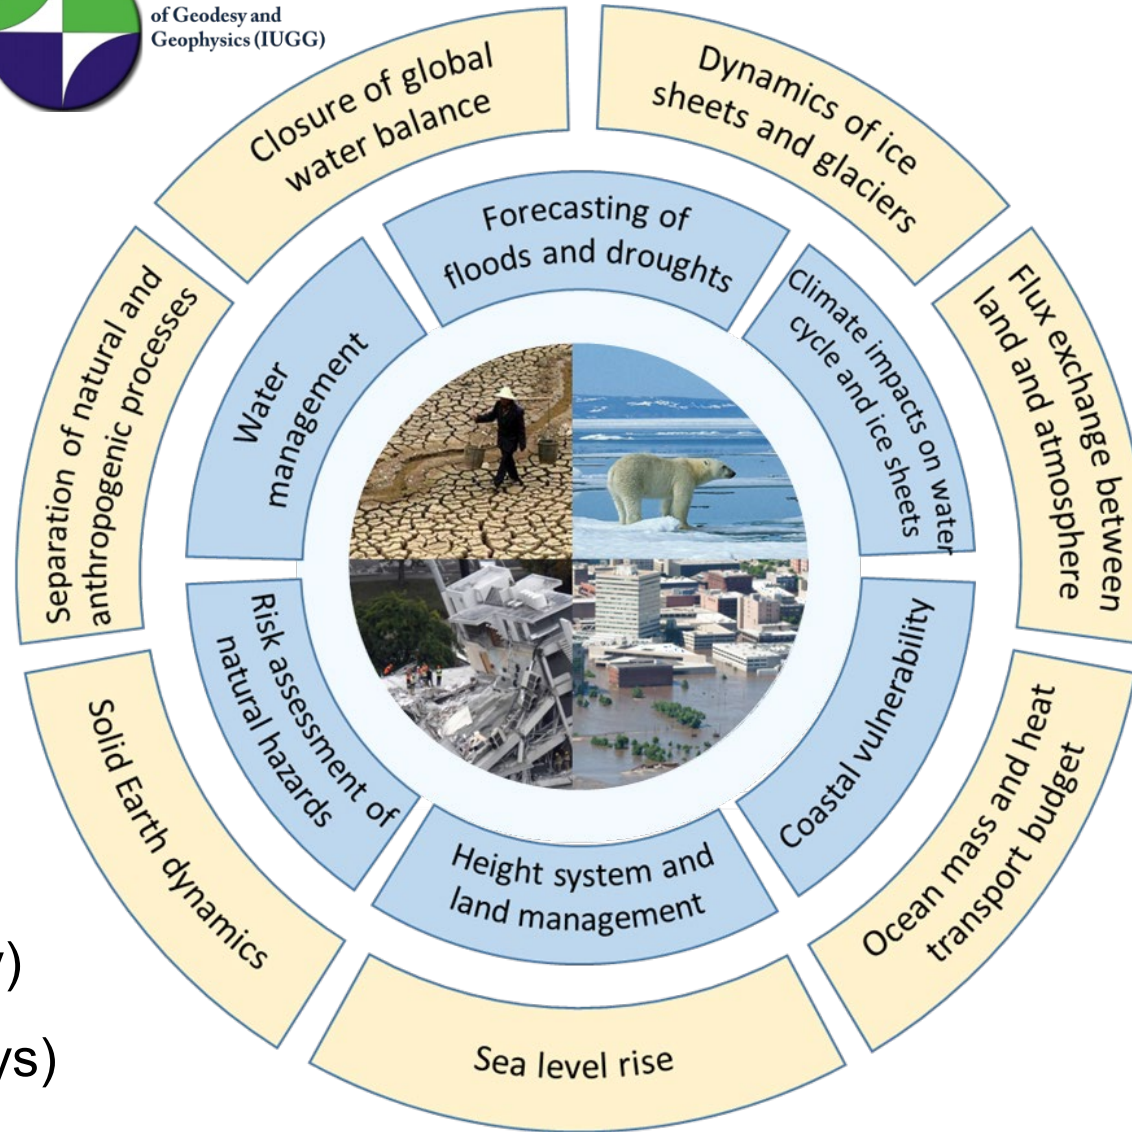 of Geodesy and
Geophysics (IUGG)
Closure of global
water balance
Dynamics of ice
sheets and glaciers
Flux exchange between
land and atmosphere
Ocean mass and heat
transport budget
Sea level rise
Solid Earth dynamics
Separation of natural and
anthropogenic processes
Forecasting of
floods and droughts
Climate impacts on water
cycle and ice sheets
Coastal vulnerability
Height system and
land management
Risk assessment of
natural hazards
Water
management